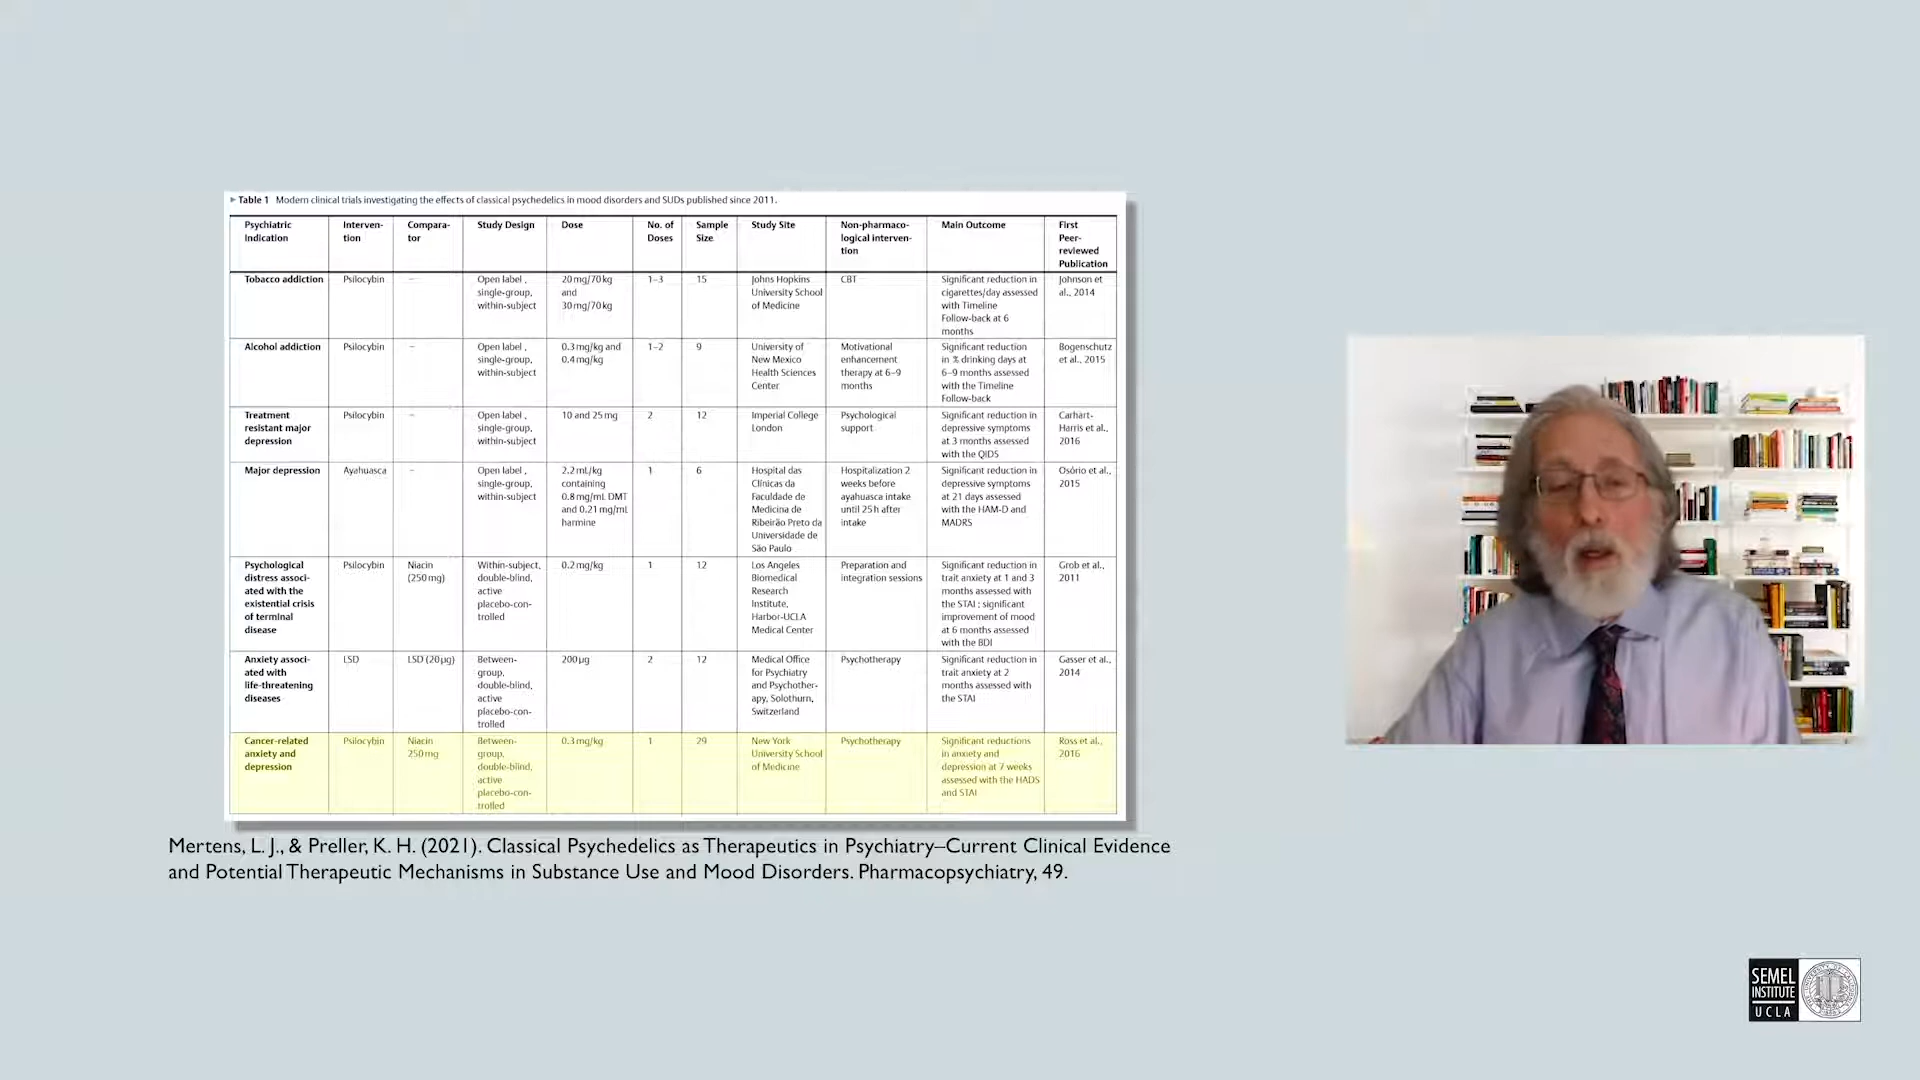 ▶ Table 1 Modern clinical trials investigating the effects of classical psychedelics in mood disorders and SUDs published since 2011.
Psychiatric
Indication
Interven-
tion
Compara-
tor
Study Design
Dose
No. of
Doses
Sample
Size
Study Site
Non-pharmaco-
logical interven-
tion
Main Outcome
First
Peer-
reviewed
Publication
Tobacco addiction
Psilocybin
–
Open label,
single-group,
within-subject
20 mg/70 kg
and
30 mg/70 kg
1–3
15
Johns Hopkins
University School
of Medicine
CBT
Significant reduction in
cigarettes/day assessed
with Timeline
Follow-back at 6
months
Johnson et
al., 2014
Alcohol addiction
Psilocybin
–
Open label,
single-group,
within-subject
0.3 mg/kg and
0.4 mg/kg
1–2
9
University of
New Mexico
Health Sciences
Center
Motivational
enhancement
therapy at 6–9
months
Significant reduction
in % drinking days at
6–9 months assessed
with the Timeline
Follow-back
Bogenschutz
et al., 2015
Treatment
resistant major
depression
Psilocybin
–
Open label,
single-group,
within-subject
10 and 25 mg
2
12
Imperial College
London
Psychological
support
Significant reduction in
depressive symptoms
at 3 months assessed
with the QIDS
Carhart-
Harris et al.,
2016
Major depression
Ayahuasca
–
Open label,
single-group,
within-subject
2.2 mL/kg
containing
0.8 mg/mL DMT
and 0.21 mg/mL
harmine
1
6
Hospital das
Clínicas da
Faculdade de
Medicina de
Ribeirão Preto da
Universidade de
São Paulo
Hospitalization 2
weeks before
ayahuasca intake
until 25 h after
intake
Significant reduction in
depressive symptoms
at 21 days assessed
with the HAM-D and
MADRS
Osório et al.,
2015
Psychological
distress associ-
ated with the
existential crisis
of terminal
disease
Psilocybin
Niacin
(250 mg)
Within-subject,
double-blind,
active
placebo-con-
trolled
0.2 mg/kg
1
12
Los Angeles
Biomedical
Research
Institute,
Harbor-UCLA
Medical Center
Preparation and
integration sessions
Significant reduction in
trait anxiety at 1 and 3
months assessed with
the STAI; significant
improvement of mood
at 6 months assessed
with the BDI
Grob et al.,
2011
Anxiety associ-
ated with
life-threatening
diseases
LSD
LSD (20 µg)
Between-
group,
double-blind,
active
placebo-con-
trolled
200 µg
2
12
Medical Office
for Psychiatry
and Psychother-
apy, Solothurn,
Switzerland
Psychotherapy
Significant reduction in
trait anxiety at 2
months assessed with
the STAI
Gasser et al.,
2014
Cancer-related
anxiety and
depression
Psilocybin
Niacin
250 mg
Between-
group,
double-blind,
active
placebo-con-
trolled
0.3 mg/kg
1
29
New York
University School
of Medicine
Psychotherapy
Significant reductions
in anxiety and
depression at 7 weeks
assessed with the HADS
and STAI
Ross et al.,
2016
Mertens, L. J., & Preller, K. H. (2021). Classical Psychedelics as Therapeutics in Psychiatry–Current Clinical Evidence
and Potential Therapeutic Mechanisms in Substance Use and Mood Disorders. Pharmacopsychiatry, 49.
SEMEL
INSTITUTE
UCLA